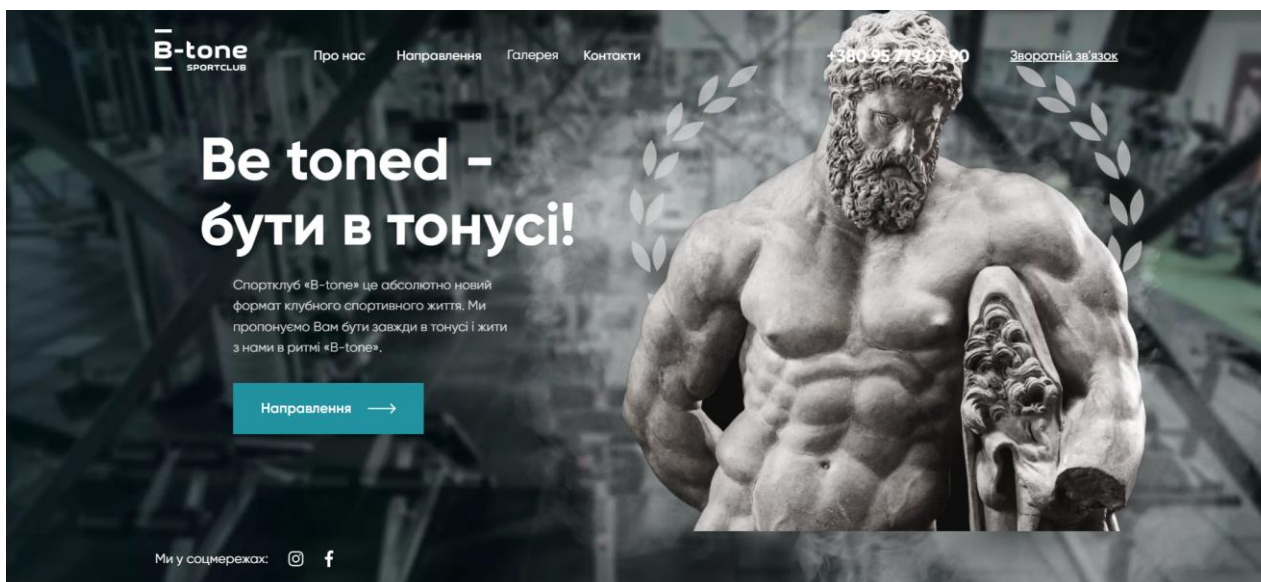 B-tone
SPORTCLUB
Про нас Направлення Галерея Контакти +380 95 779 07 90 Зворотній зв'язок
Be toned -
бути в тонусі!
Спортклуб «B-tone» це абсолютно новий
формат клубного спортивного життя. Ми
пропонуємо Вам бути завжди в тонусі і жити
з нами в ритмі «B-tone».
Направлення
Ми у соцмережах: